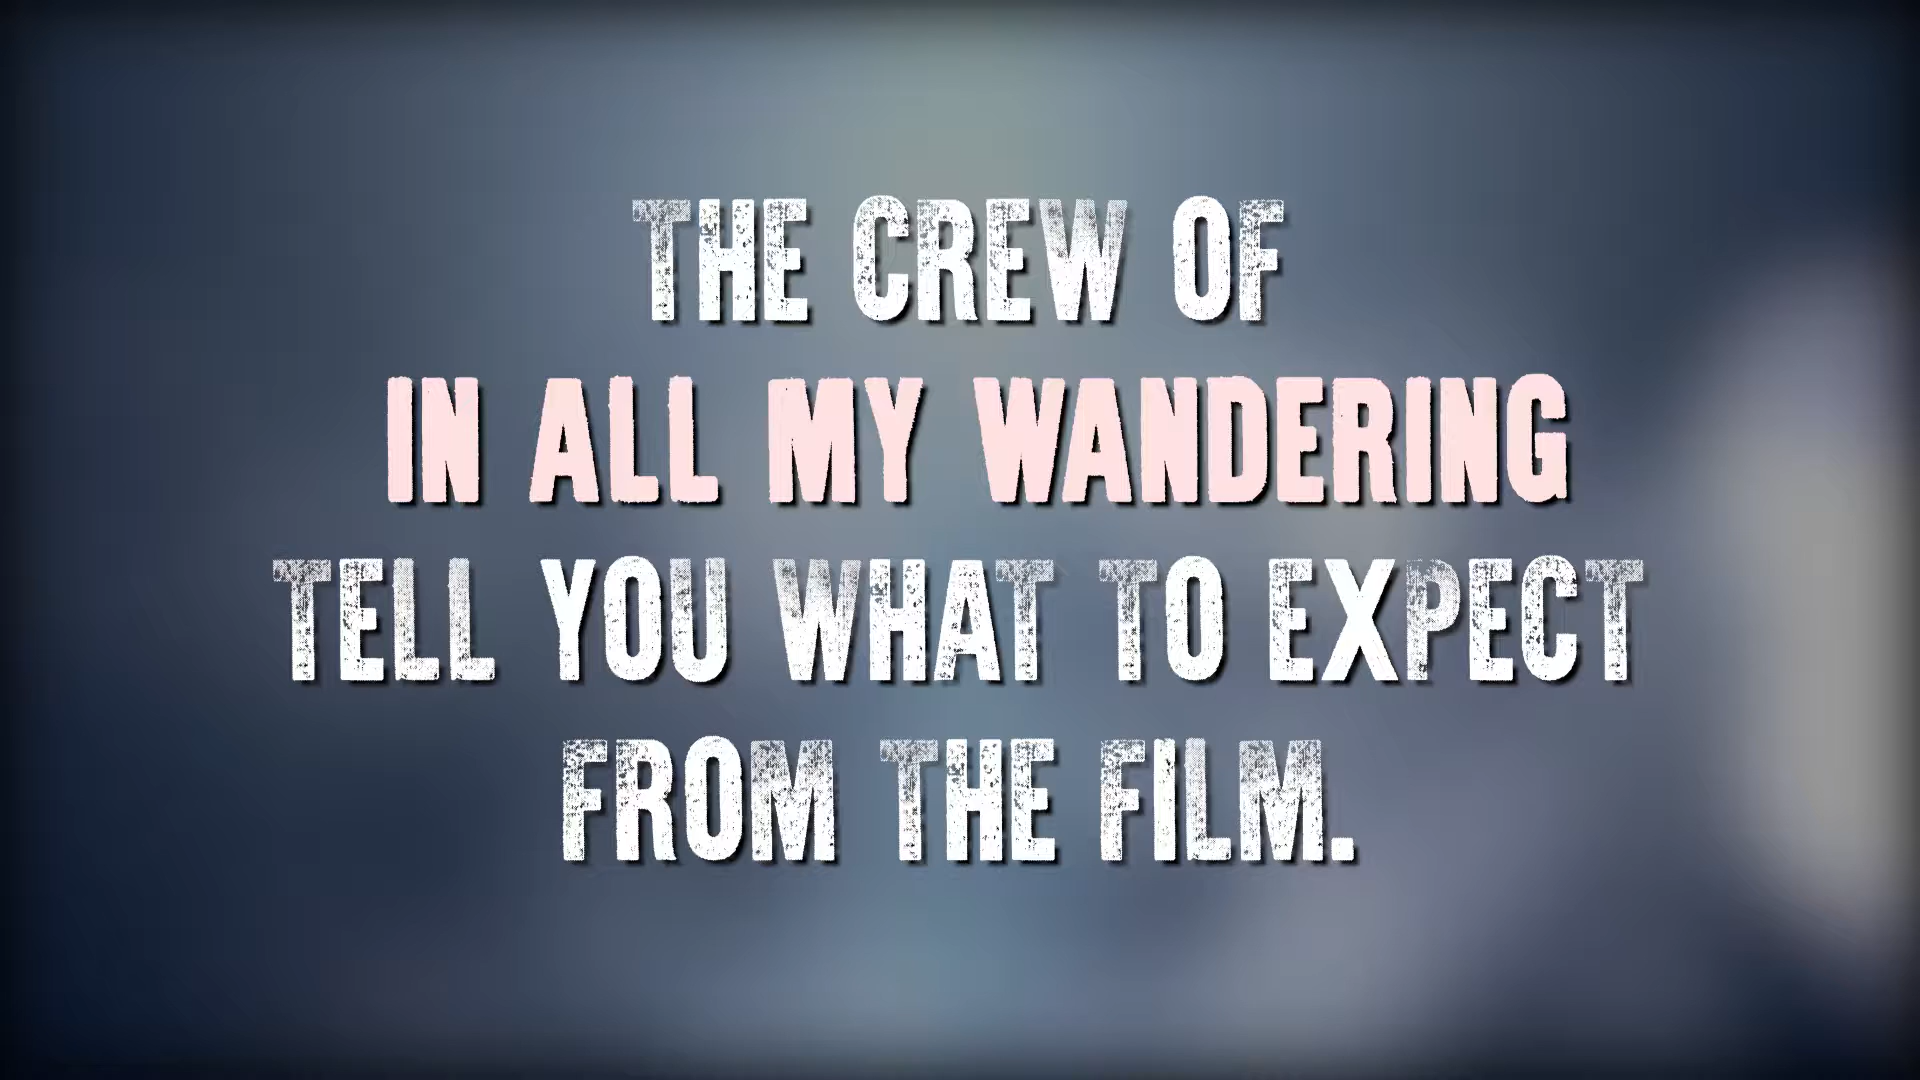 THE CREW OF
IN ALL MY WANDERING
TELL YOU WHAT TO EXPECT
FROM THE FILM.